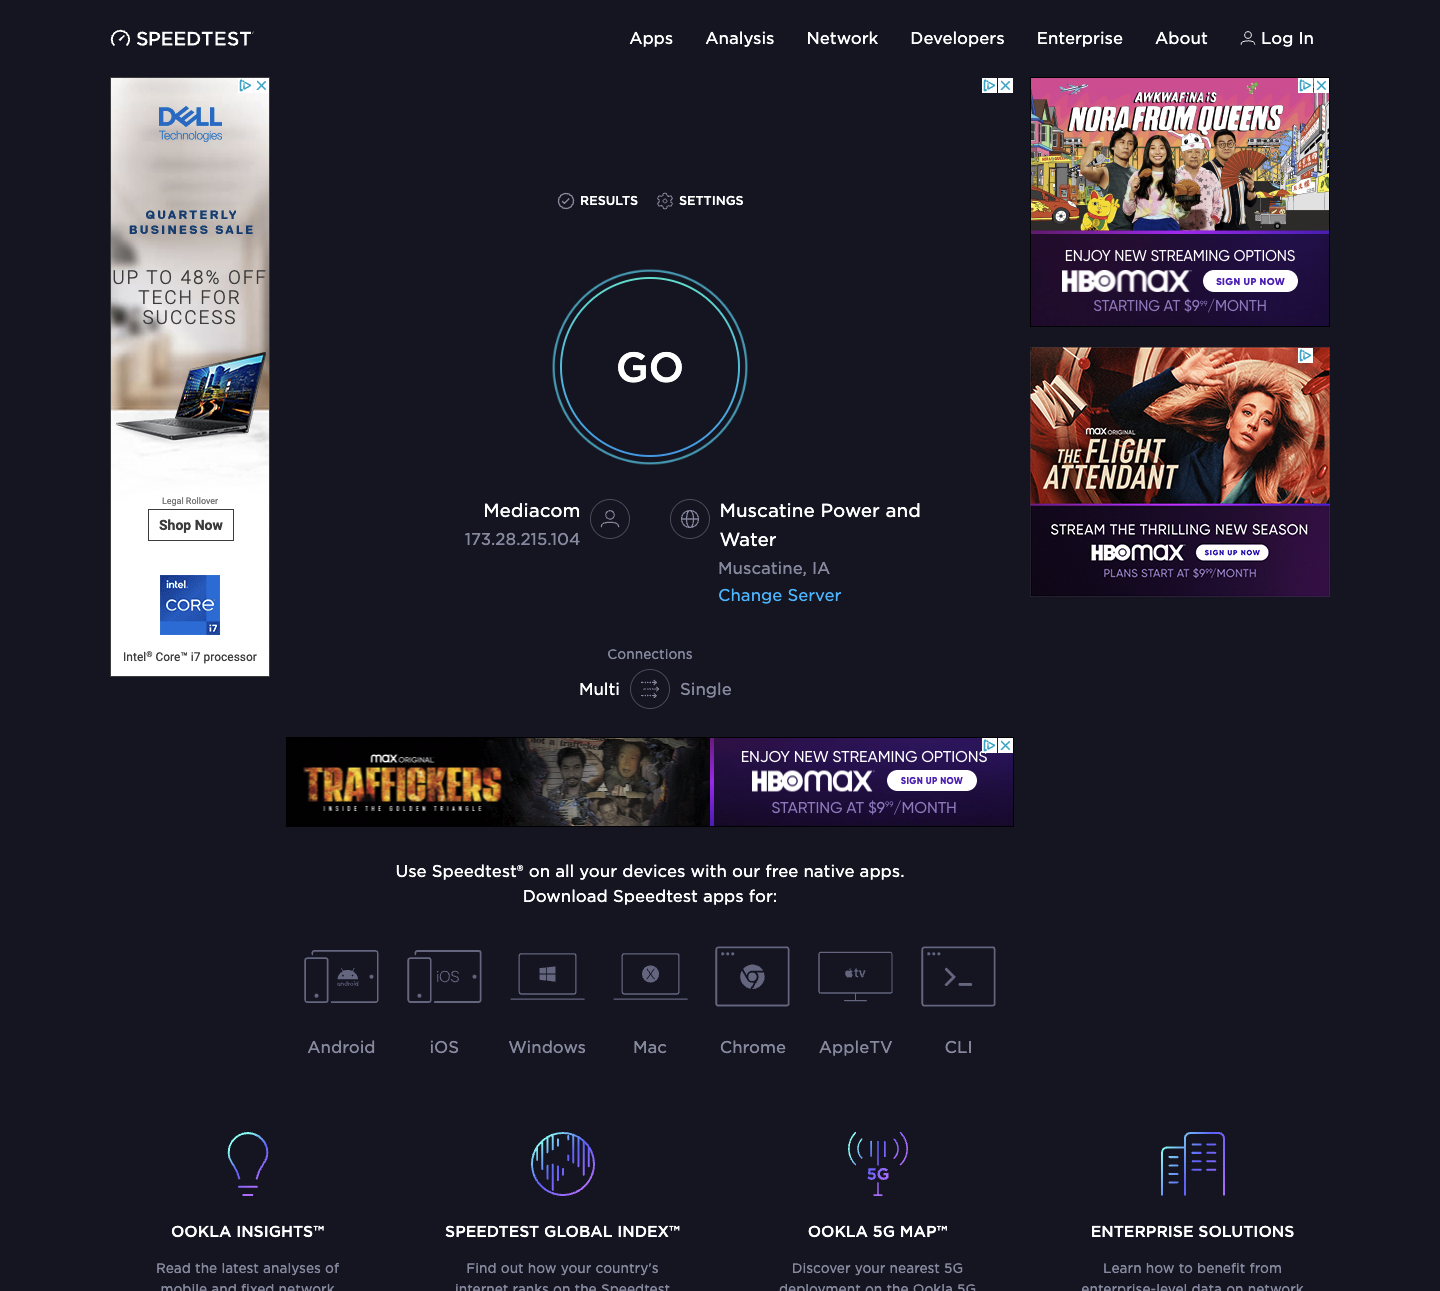 SPEEDTEST
Apps Analysis Network Developers Enterprise About Log In
DELL
Technologies
QUARTERLY
BUSINESS SALE
UP TO 48% OFF
TECH FOR
SUCCESS
Legal Rollover
Shop Now
intel.
CORE
i7
Intel® Core™ i7 processor
RESULTS SETTINGS
GO
Mediacom
173.28.215.104
Muscatine Power and
Water
Muscatine, IA
Change Server
Connections
Multi Single
AWKWAFINA IS
NORA FROM QUEENS
ENJOY NEW STREAMING OPTIONS
HBOMAX SIGN UP NOW
STARTING AT $9⁹⁹/MONTH
max ORIGINAL
THE FLIGHT
ATTENDANT
STREAM THE THRILLING NEW SEASON
HBOMAX SIGN UP NOW
PLANS START AT $9⁹⁹/MONTH
max ORIGINAL
TRAFFICKERS
INSIDE THE GOLDEN TRIANGLE
ENJOY NEW STREAMING OPTIONS
HBOMAX SIGN UP NOW
STARTING AT $9⁹⁹/MONTH
Use Speedtest® on all your devices with our free native apps.
Download Speedtest apps for:
android iOS tv
Android iOS Windows Mac Chrome AppleTV CLI
5G
OOKLA INSIGHTS™
Read the latest analyses of
mobile and fixed network
SPEEDTEST GLOBAL INDEX™
Find out how your country's
internet ranks on the Speedtest
OOKLA 5G MAP™
Discover your nearest 5G
deployment on the Ookla 5G
ENTERPRISE SOLUTIONS
Learn how to benefit from
enterprise-level data on network